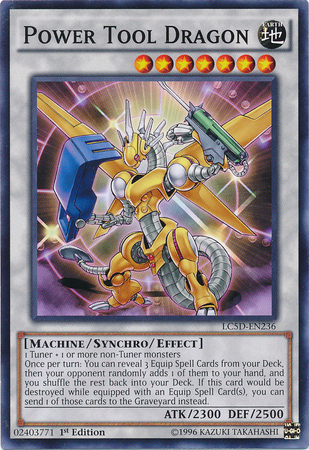 POWER TOOL DRAGON
EARTH
地
LC5D-EN236
[MACHINE/SYNCHRO/EFFECT]
1 Tuner + 1 or more non-Tuner monsters
Once per turn: You can reveal 3 Equip Spell Cards from your Deck,
then your opponent randomly adds 1 of them to your hand, and
you shuffle the rest back into your Deck. If this card would be
destroyed while equipped with an Equip Spell Card(s), you can
send 1 of those cards to the Graveyard instead.
ATK/2300 DEF/2500
02403771 1st Edition ©1996 KAZUKI TAKAHASHI